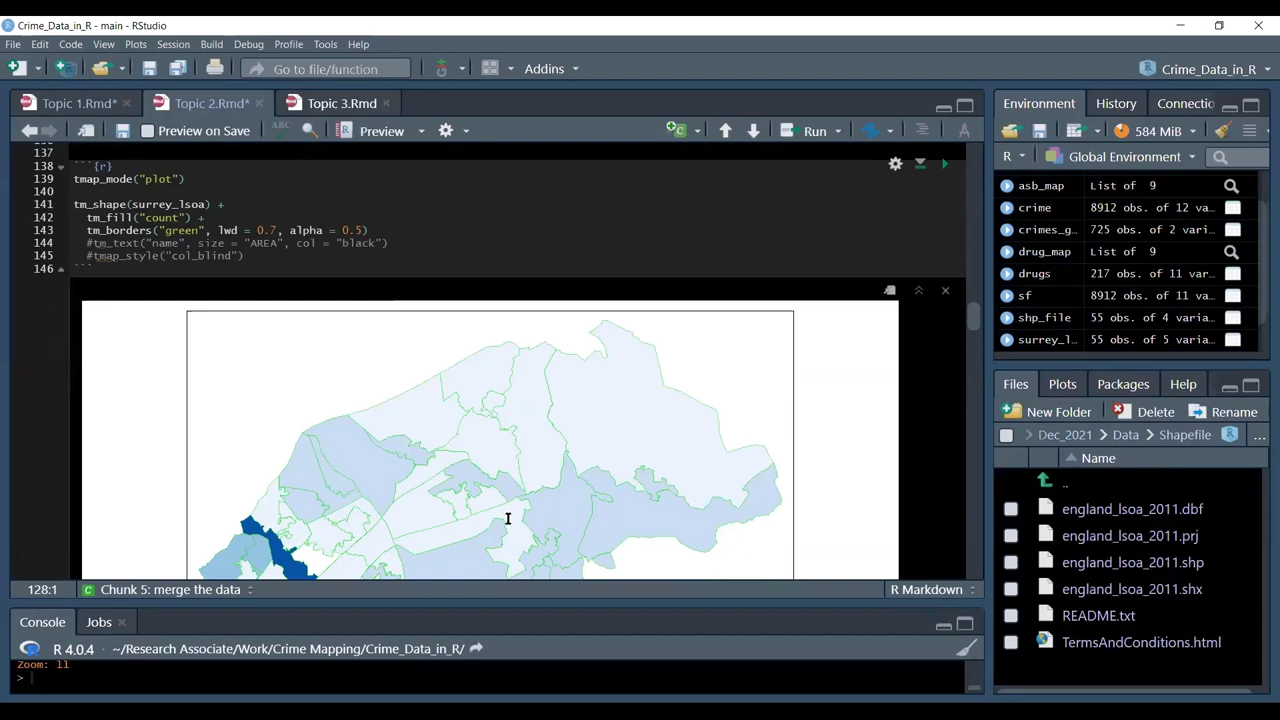 Crime_Data_in_R - main - RStudio
File Edit Code View Plots Session Build Debug Profile Tools Help
Go to file/function Addins Crime_Data_in_R
Topic 1.Rmd* Topic 2.Rmd* Topic 3.Rmd
Preview on Save ABC Preview Run
137
138 ```{r}
139 tmap_mode("plot")
140
141 tm_shape(surrey_lsoa) +
142 tm_fill("count") +
143 tm_borders("green", lwd = 0.7, alpha = 0.5)
144 #tm_text("name", size = "AREA", col = "black")
145 #tmap_style("col_blind")
146 ```
128:1 Chunk 5: merge the data R Markdown
Console Jobs
R 4.0.4 · ~/Research Associate/Work/Crime Mapping/Crime_Data_in_R/
Zoom: 11
>
Environment History Connectio
584 MiB
R Global Environment
asb_map List of 9
crime 8912 obs. of 12 va…
crimes_g… 725 obs. of 2 vari…
drug_map List of 9
drugs 217 obs. of 11 var…
sf 8912 obs. of 11 va…
shp_file 55 obs. of 4 varia…
surrey_l… 55 obs. of 5 varia…
Files Plots Packages Help
New Folder Delete Rename
Dec_2021 Data Shapefile ...
Name
..
england_lsoa_2011.dbf
england_lsoa_2011.prj
england_lsoa_2011.shp
england_lsoa_2011.shx
README.txt
TermsAndConditions.html